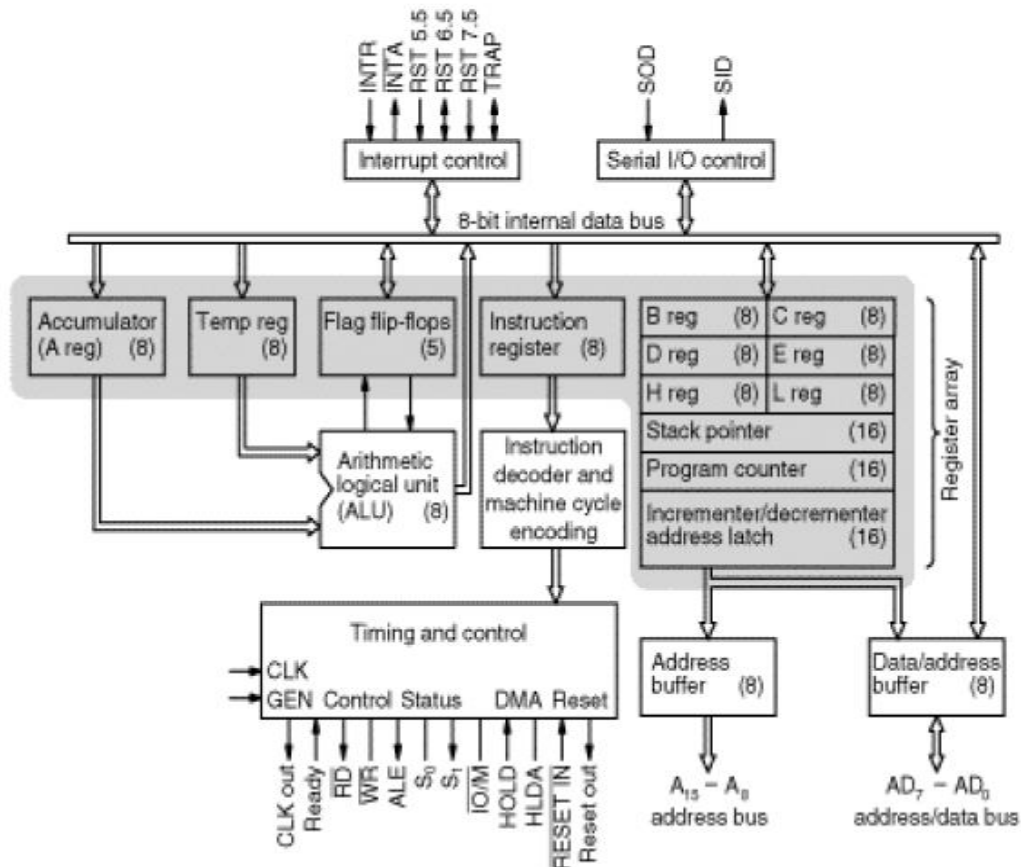 INTR
INTA
RST 5.5
RST 6.5
RST 7.5
TRAP
SOD
SID
Interrupt control
Serial I/O control
8-bit internal data bus
Accumulator
(A reg) (8)
Temp reg
(8)
Flag flip-flops
(5)
Instruction
register (8)
B reg (8) C reg (8)
D reg (8) E reg (8)
H reg (8) L reg (8)
Stack pointer (16)
Program counter (16)
Incrementer/decrementer
address latch (16)
Register array
Arithmetic
logical unit
(ALU) (8)
Instruction
decoder and
machine cycle
encoding
Timing and control
CLK
GEN Control Status DMA Reset
Address
buffer (8)
Data/address
buffer (8)
CLK out
Ready
RD
WR
ALE
S₀
S₁
IO/M
HOLD
HLDA
RESET IN
Reset out
A₁₅ – A₈
address bus
AD₇ – AD₀
address/data bus